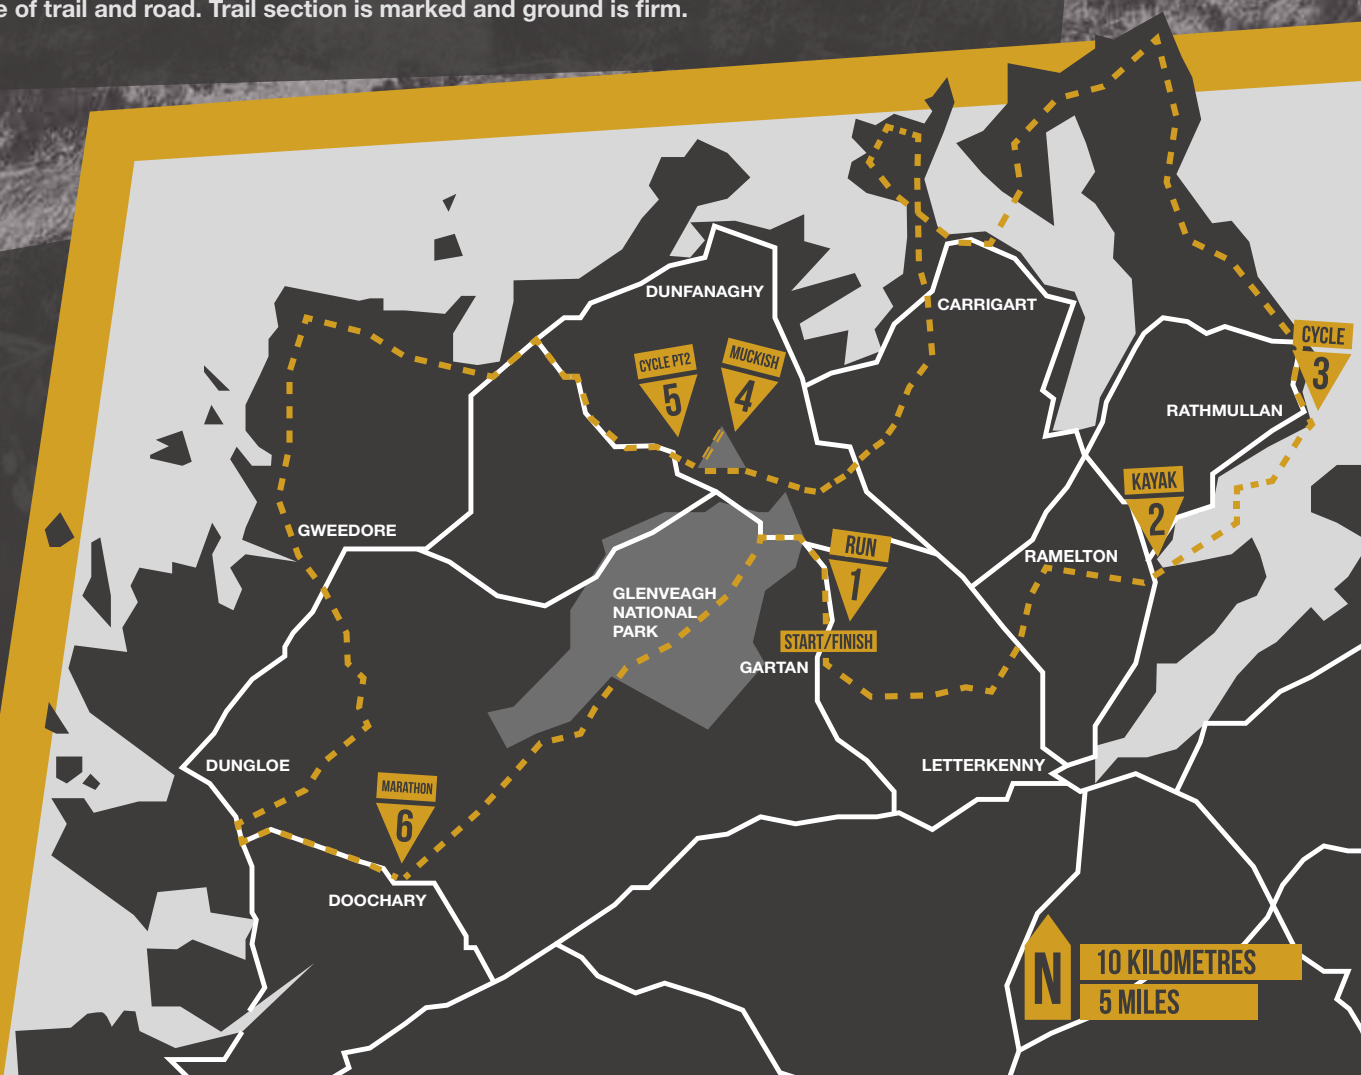 e of trail and road. Trail section is marked and ground is firm.
DUNFANAGHY
CARRIGART
CYCLE
3
CYCLE PT2
5
MUCKISH
4
RATHMULLAN
KAYAK
2
GWEEDORE
RUN
1
RAMELTON
GLENVEAGH
NATIONAL
PARK
START/FINISH
GARTAN
DUNGLOE
LETTERKENNY
MARATHON
6
DOOCHARY
N
10 KILOMETRES
5 MILES